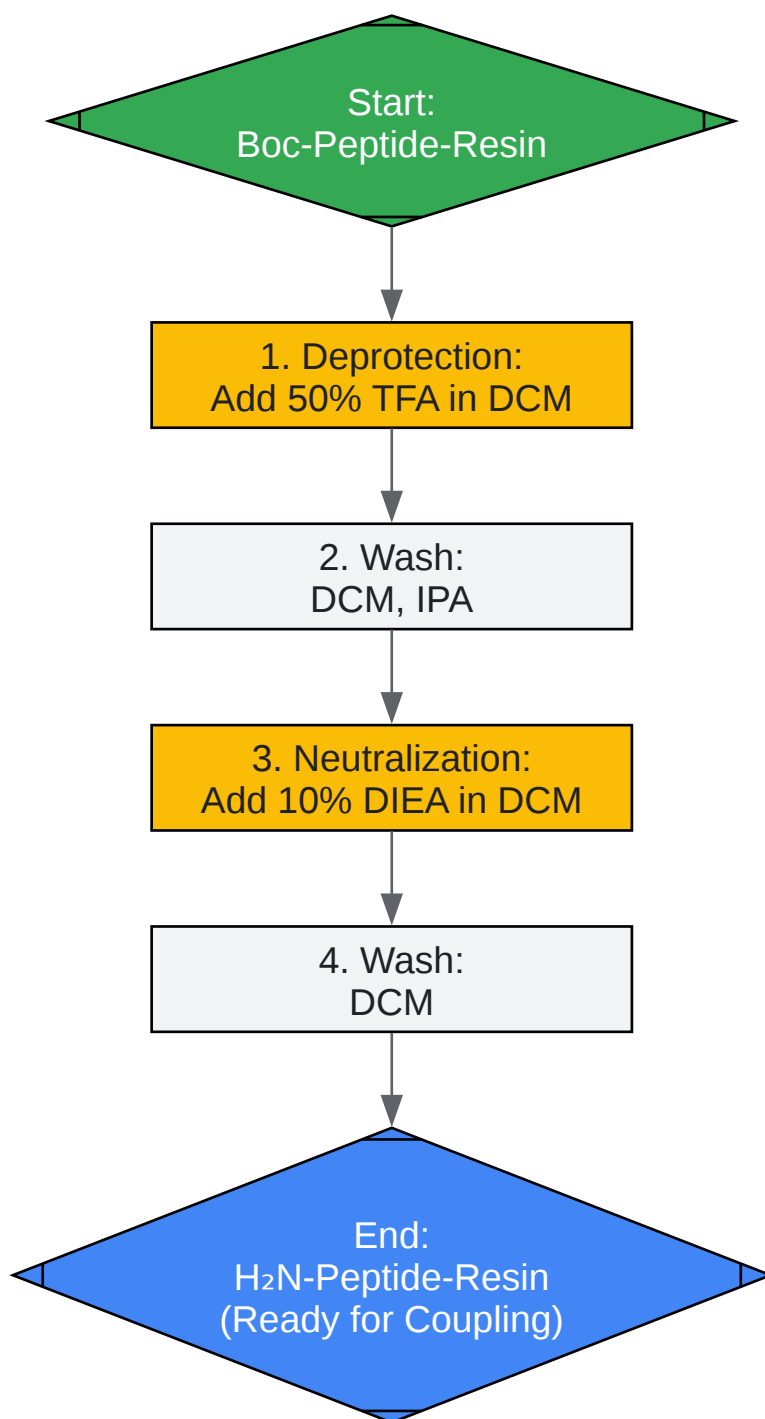 Start:
Boc-Peptide-Resin
1. Deprotection:
Add 50% TFA in DCM
2. Wash:
DCM, IPA
3. Neutralization:
Add 10% DIEA in DCM
4. Wash:
DCM
End:
H₂N-Peptide-Resin
(Ready for Coupling)